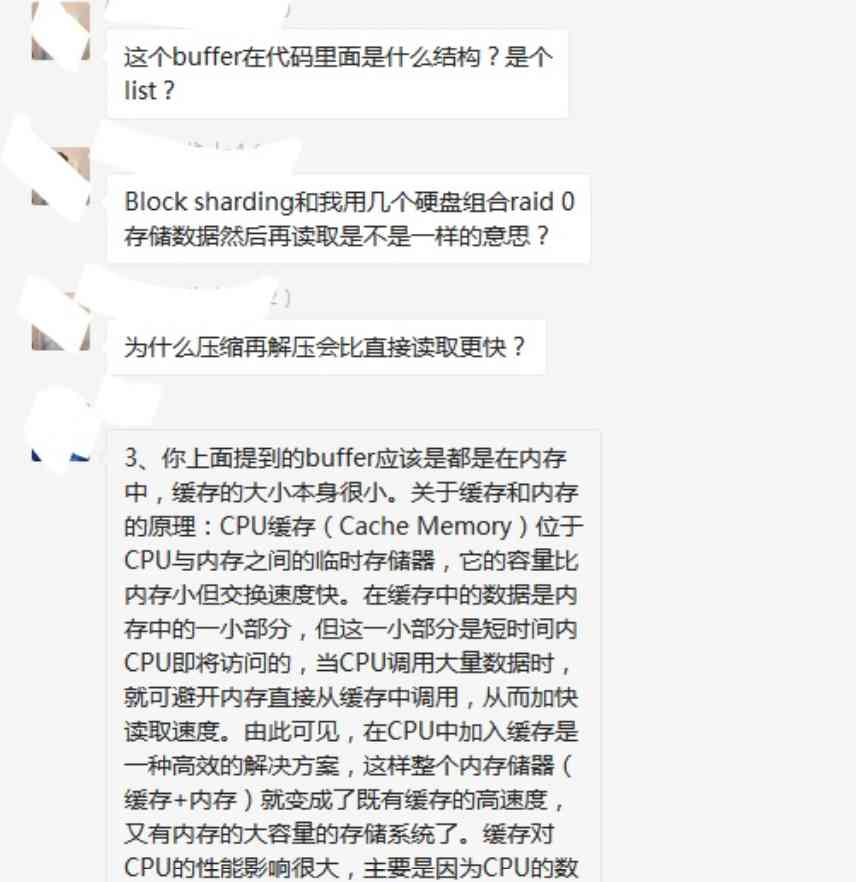 这个buffer在代码里面是什么结构？是个
list？
Block sharding和我用几个硬盘组合raid 0
存储数据然后再读取是不是一样的意思？
为什么压缩再解压会比直接读取更快？
3、你上面提到的buffer应该是都是在内存
中，缓存的大小本身很小。关于缓存和内存
的原理：CPU缓存（Cache Memory）位于
CPU与内存之间的临时存储器，它的容量比
内存小但交换速度快。在缓存中的数据是内
存中的一小部分，但这一小部分是短时间内
CPU即将访问的，当CPU调用大量数据时，
就可避开内存直接从缓存中调用，从而加快
读取速度。由此可见，在CPU中加入缓存是
一种高效的解决方案，这样整个内存储器（
缓存+内存）就变成了既有缓存的高速度，
又有内存的大容量的存储系统了。缓存对
CPU的性能影响很大，主要是因为CPU的数